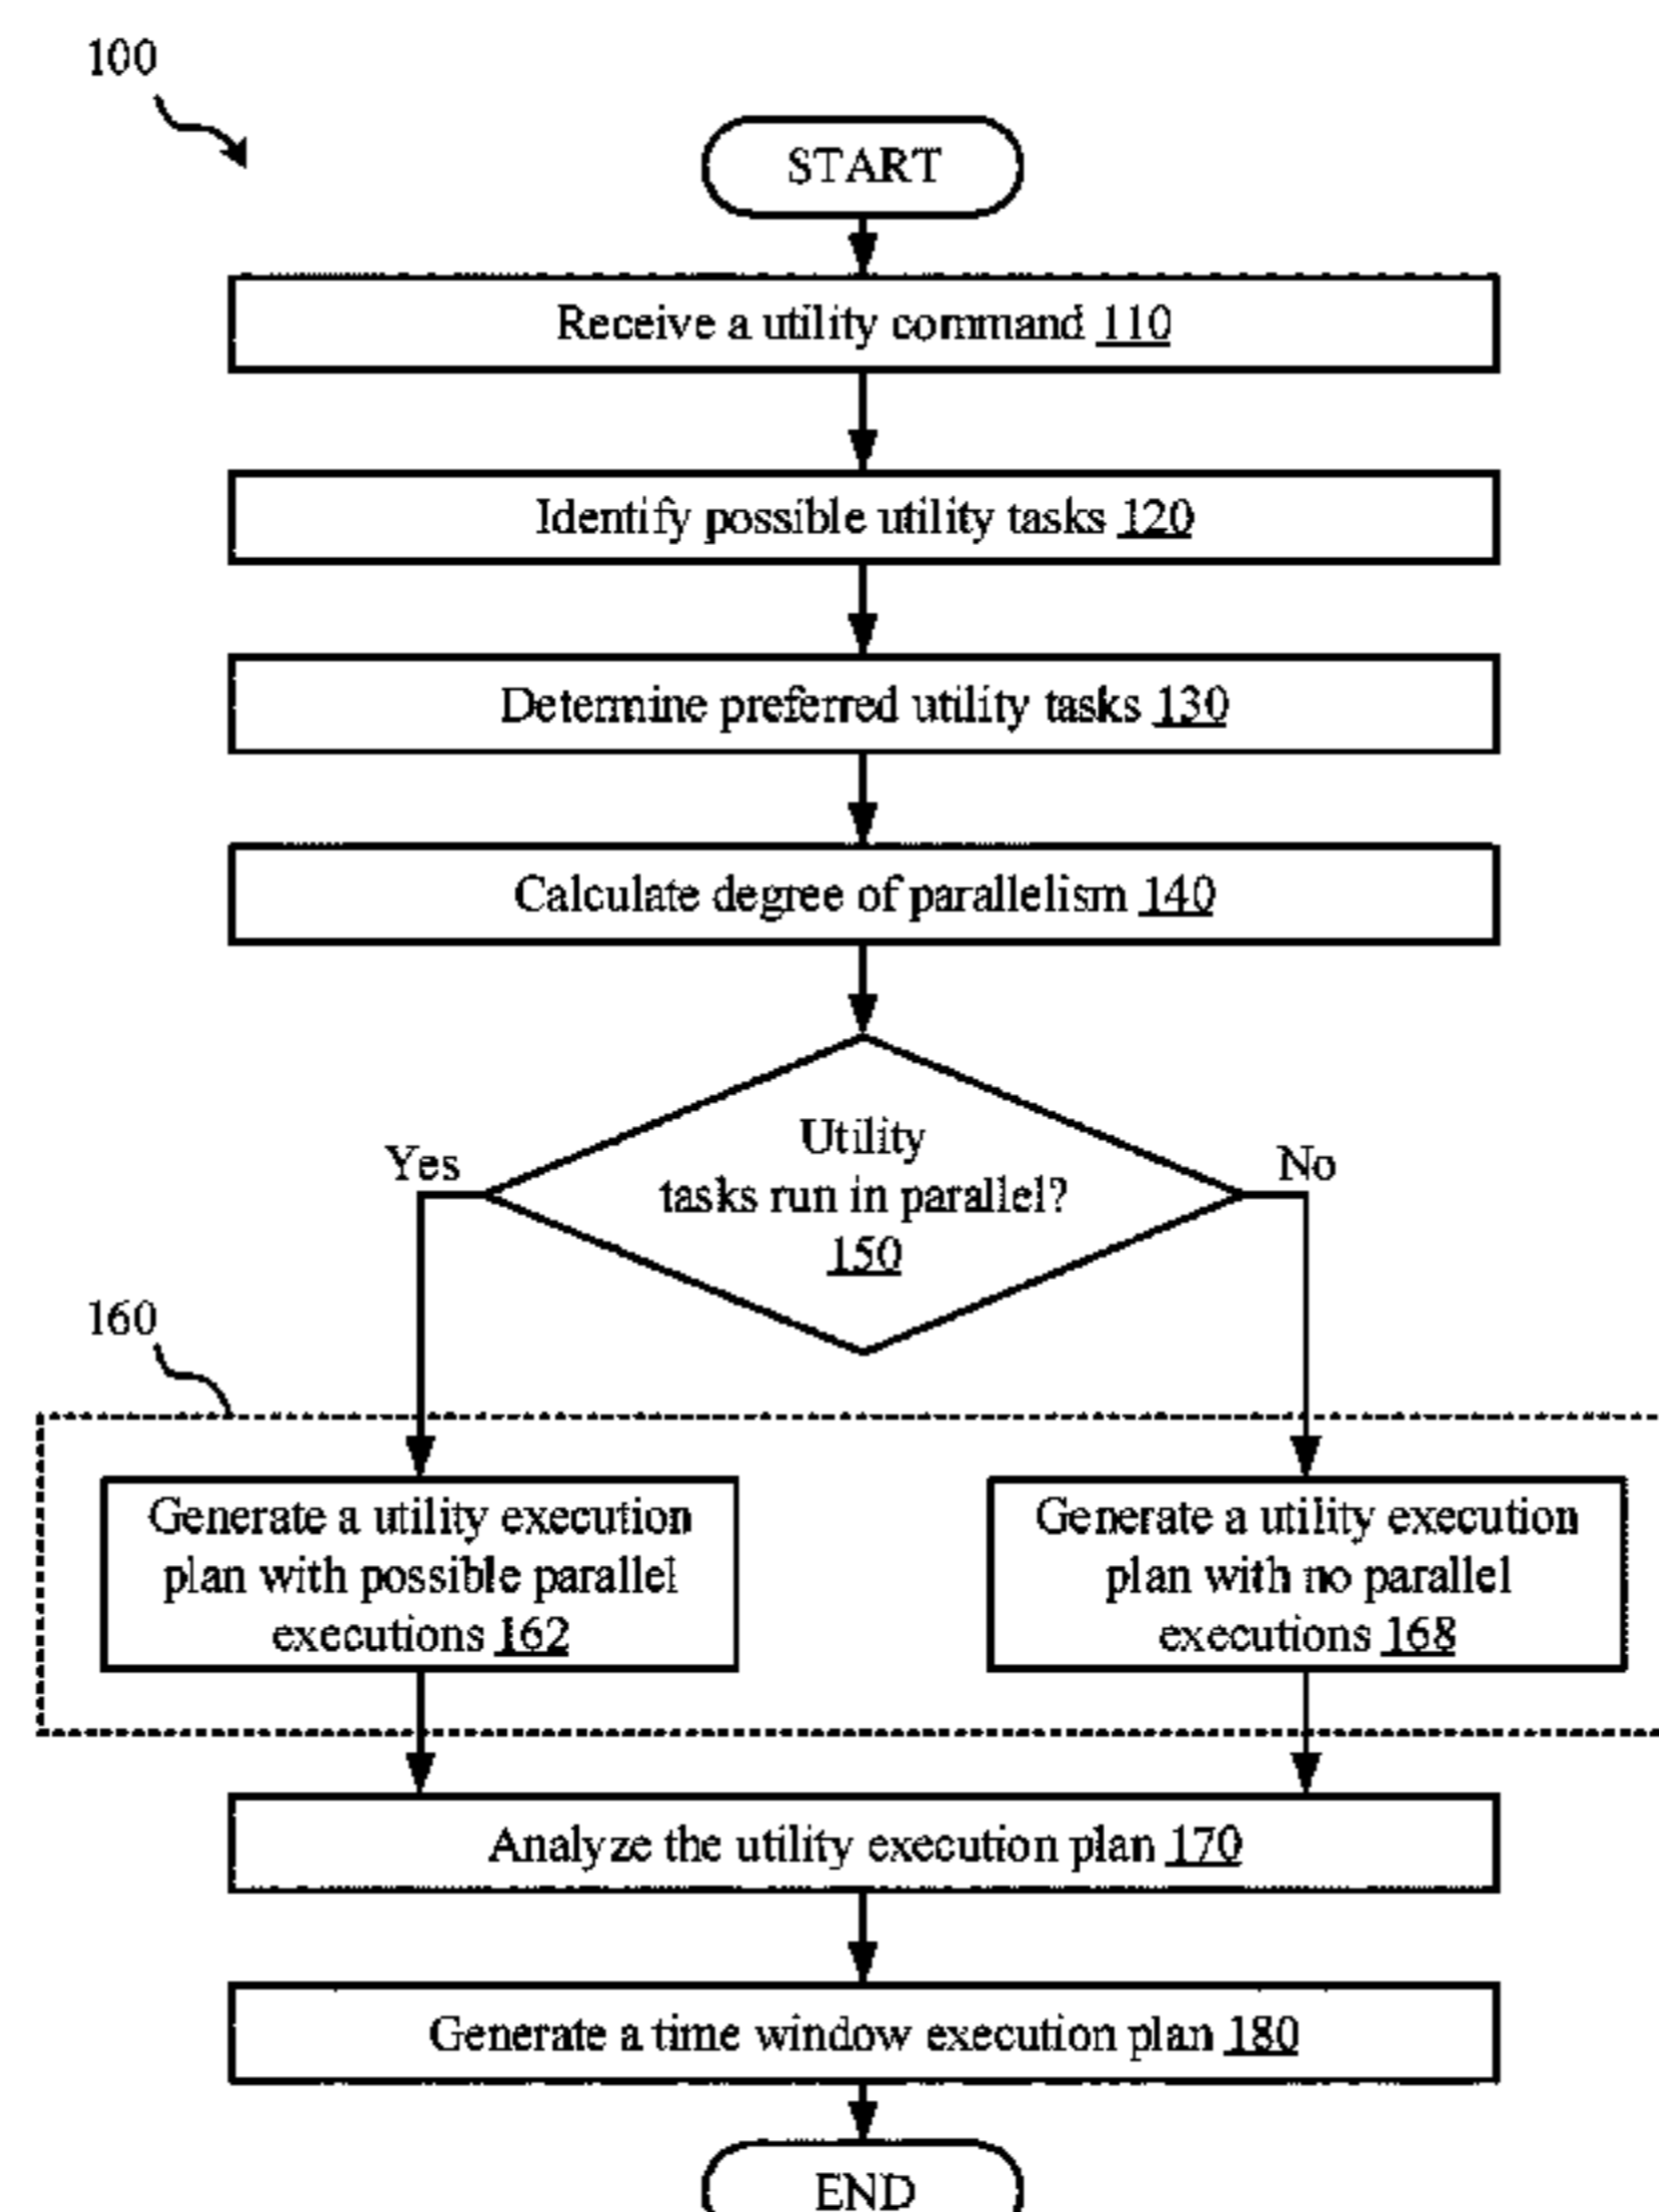 100
START
Receive a utility command 110
Identify possible utility tasks 120
Determine preferred utility tasks 130
Calculate degree of parallelism 140
Utility
tasks run in parallel?
150
Yes
No
160
Generate a utility execution
plan with possible parallel
executions 162
Generate a utility execution
plan with no parallel
executions 168
Analyze the utility execution plan 170
Generate a time window execution plan 180
END